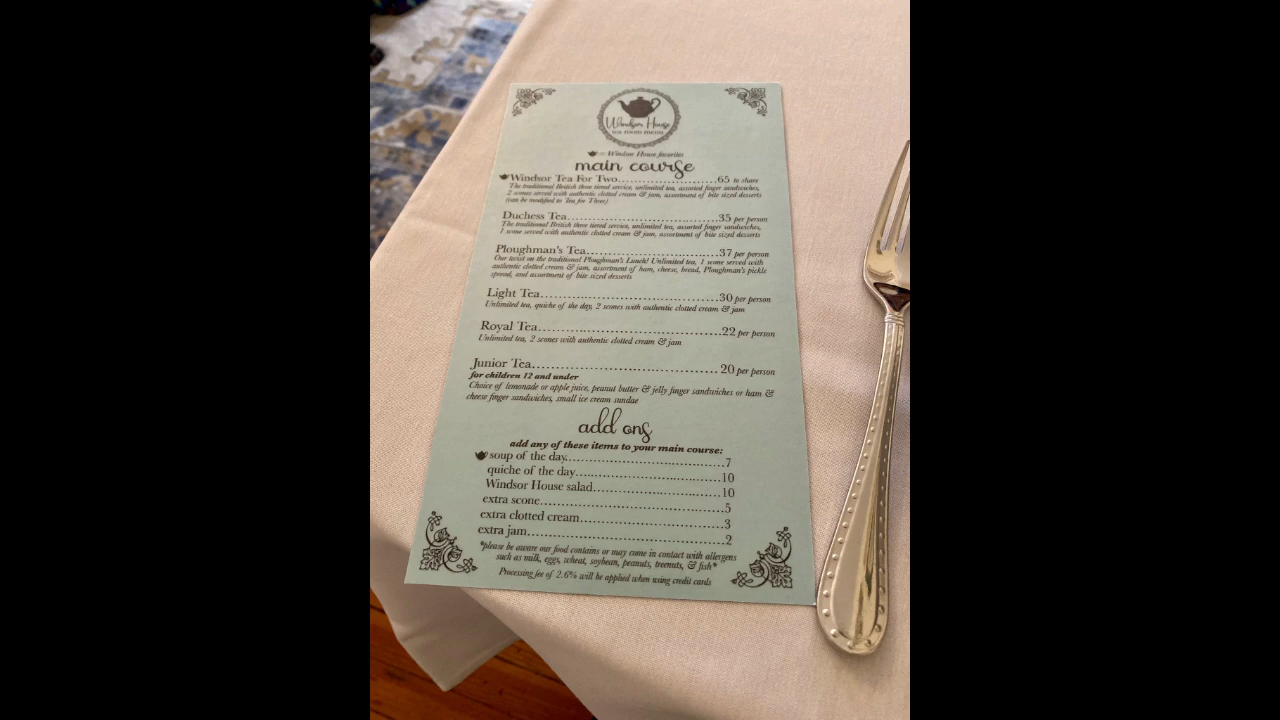 Windsor House
tea room menu
= Windsor House favorites
main course
Windsor Tea For Two.....................65 to share
The traditional British three tiered service, unlimited tea, assorted finger sandwiches,
2 scones served with authentic clotted cream & jam, assortment of bite sized desserts
(can be modified to Tea for Three)
Duchess Tea................................35 per person
The traditional British three tiered service, unlimited tea, assorted finger sandwiches,
1 scone served with authentic clotted cream & jam, assortment of bite sized desserts
Ploughman's Tea...........................37 per person
Our twist on the traditional Ploughman's Lunch! Unlimited tea, 1 scone served with
authentic clotted cream & jam, assortment of ham, cheese, bread, Ploughman's pickle
spread, and assortment of bite sized desserts
Light Tea.....................................30 per person
Unlimited tea, quiche of the day, 2 scones with authentic clotted cream & jam
Royal Tea.....................................22 per person
Unlimited tea, 2 scones with authentic clotted cream & jam
Junior Tea.....................................20 per person
for children 12 and under
Choice of lemonade or apple juice, peanut butter & jelly finger sandwiches or ham &
cheese finger sandwiches, small ice cream sundae
add ons
add any of these items to your main course:
soup of the day................................7
quiche of the day.............................10
Windsor House salad..........................10
extra scone......................................5
extra clotted cream.............................3
extra jam.........................................2
*please be aware our food contains or may come in contact with allergens
such as milk, eggs, wheat, soybean, peanuts, treenuts, & fish*
Processing fee of 2.6% will be applied when using credit cards